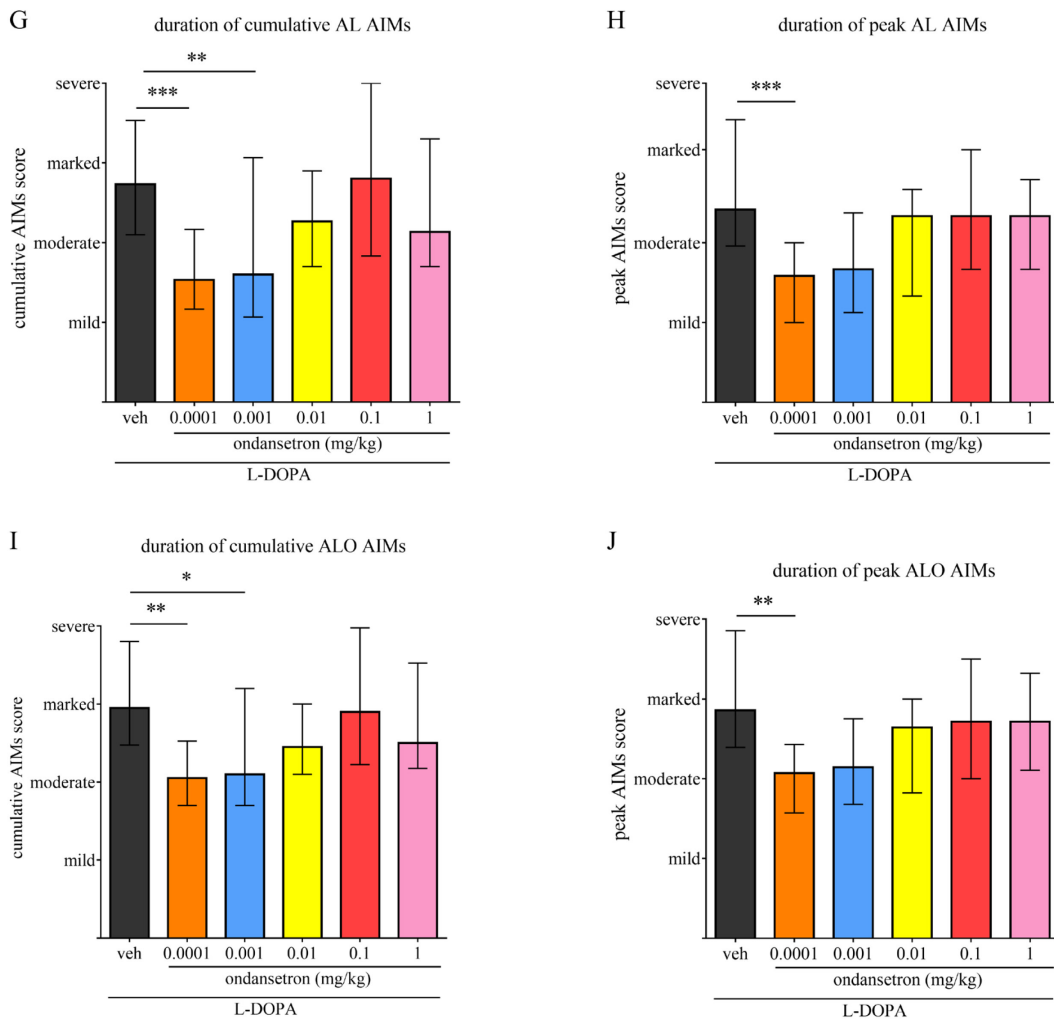 G
duration of cumulative AL AIMs
**
***
severe
marked
moderate
mild
cumulative AIMs score
veh 0.0001 0.001 0.01 0.1 1
ondansetron (mg/kg)
L-DOPA
H
duration of peak AL AIMs
***
severe
marked
moderate
mild
peak AIMs score
veh 0.0001 0.001 0.01 0.1 1
ondansetron (mg/kg)
L-DOPA
I
duration of cumulative ALO AIMs
*
**
severe
marked
moderate
mild
cumulative AIMs score
veh 0.0001 0.001 0.01 0.1 1
ondansetron (mg/kg)
L-DOPA
J
duration of peak ALO AIMs
**
severe
marked
moderate
mild
peak AIMs score
veh 0.0001 0.001 0.01 0.1 1
ondansetron (mg/kg)
L-DOPA